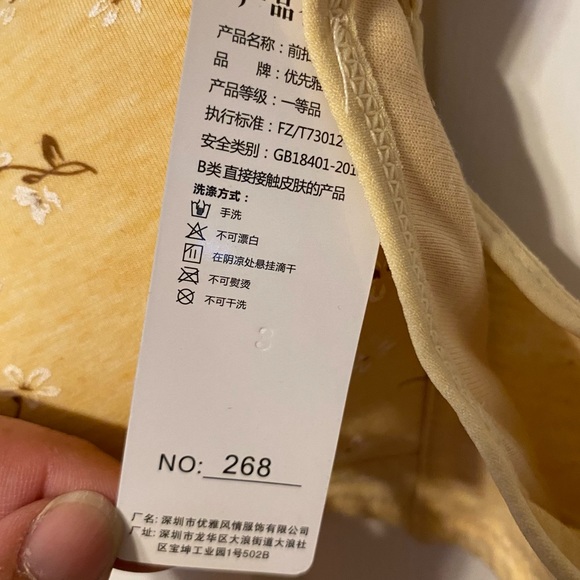 产品
产品名称：前扣
品 牌：优先雅
产品等级：一等品
执行标准：FZ/T73012
安全类别：GB18401-201
B类 直接接触皮肤的产品
洗涤方式：
手洗
不可漂白
在阴凉处悬挂滴干
不可熨烫
不可干洗
3
NO: 268
厂名：深圳市优雅风情服饰有限公司
厂址：深圳市龙华区大浪街道大浪社
区宝坤工业园1号502B